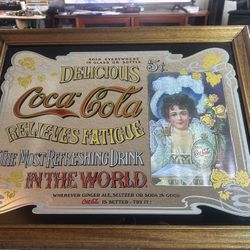 SOLD EVERYWHERE
IN GLASS OR BOTTLE
DELICIOUS 5¢
Coca-Cola
RELIEVES FATIGUE
THE MOST REFRESHING DRINK
IN THE WORLD
WHEREVER GINGER ALE, SELTZER OR SODA IS GOOD
Coca-Cola IS BETTER - TRY IT!